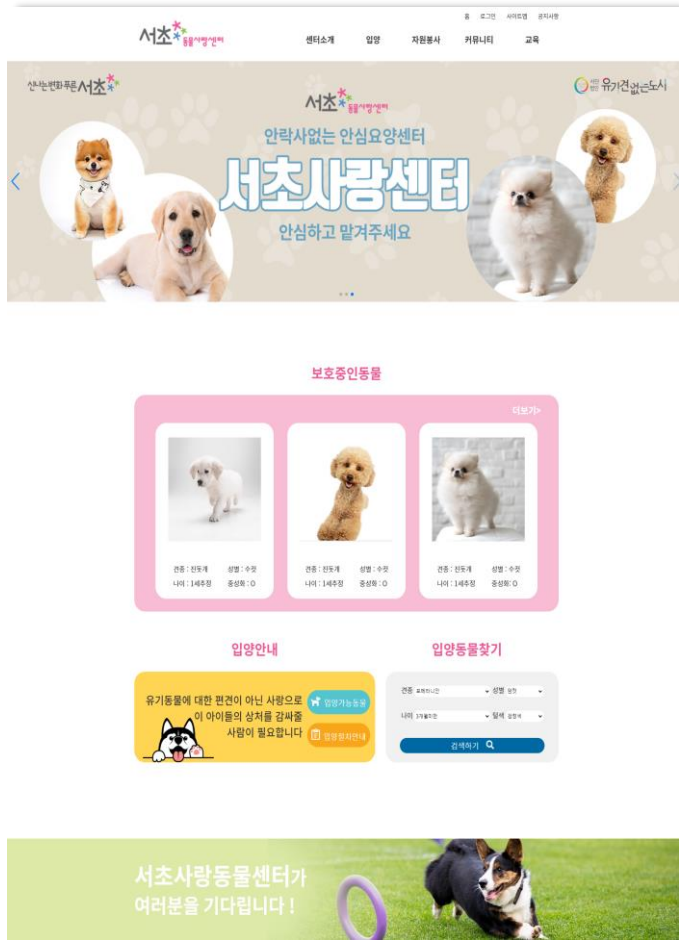 홈 로그인 사이트맵 공지사항
서초 동물사랑센터
센터소개 입양 자원봉사 커뮤니티 교육
신나는변화 푸른 서초
유기견없는도시
서초 동물사랑센터
안락사없는 안심요양센터
서초사랑센터
안심하고 맡겨주세요
보호중인동물
더보기>
견종 : 진돗개 성별 : 수컷
나이 : 1세추정 중성화 : O
견종 : 진돗개 성별 : 수컷
나이 : 1세추정 중성화 : O
견종 : 진돗개 성별 : 수컷
나이 : 1세추정 중성화 : O
입양안내
유기동물에 대한 편견이 아닌 사랑으로
이 아이들의 상처를 감싸줄
사람이 필요합니다
입양가능동물
입양절차안내
입양동물찾기
견종 포메라니안 성별 암컷
나이 털색 검정색
검색하기
서초사랑동물센터가
여러분을 기다립니다 !